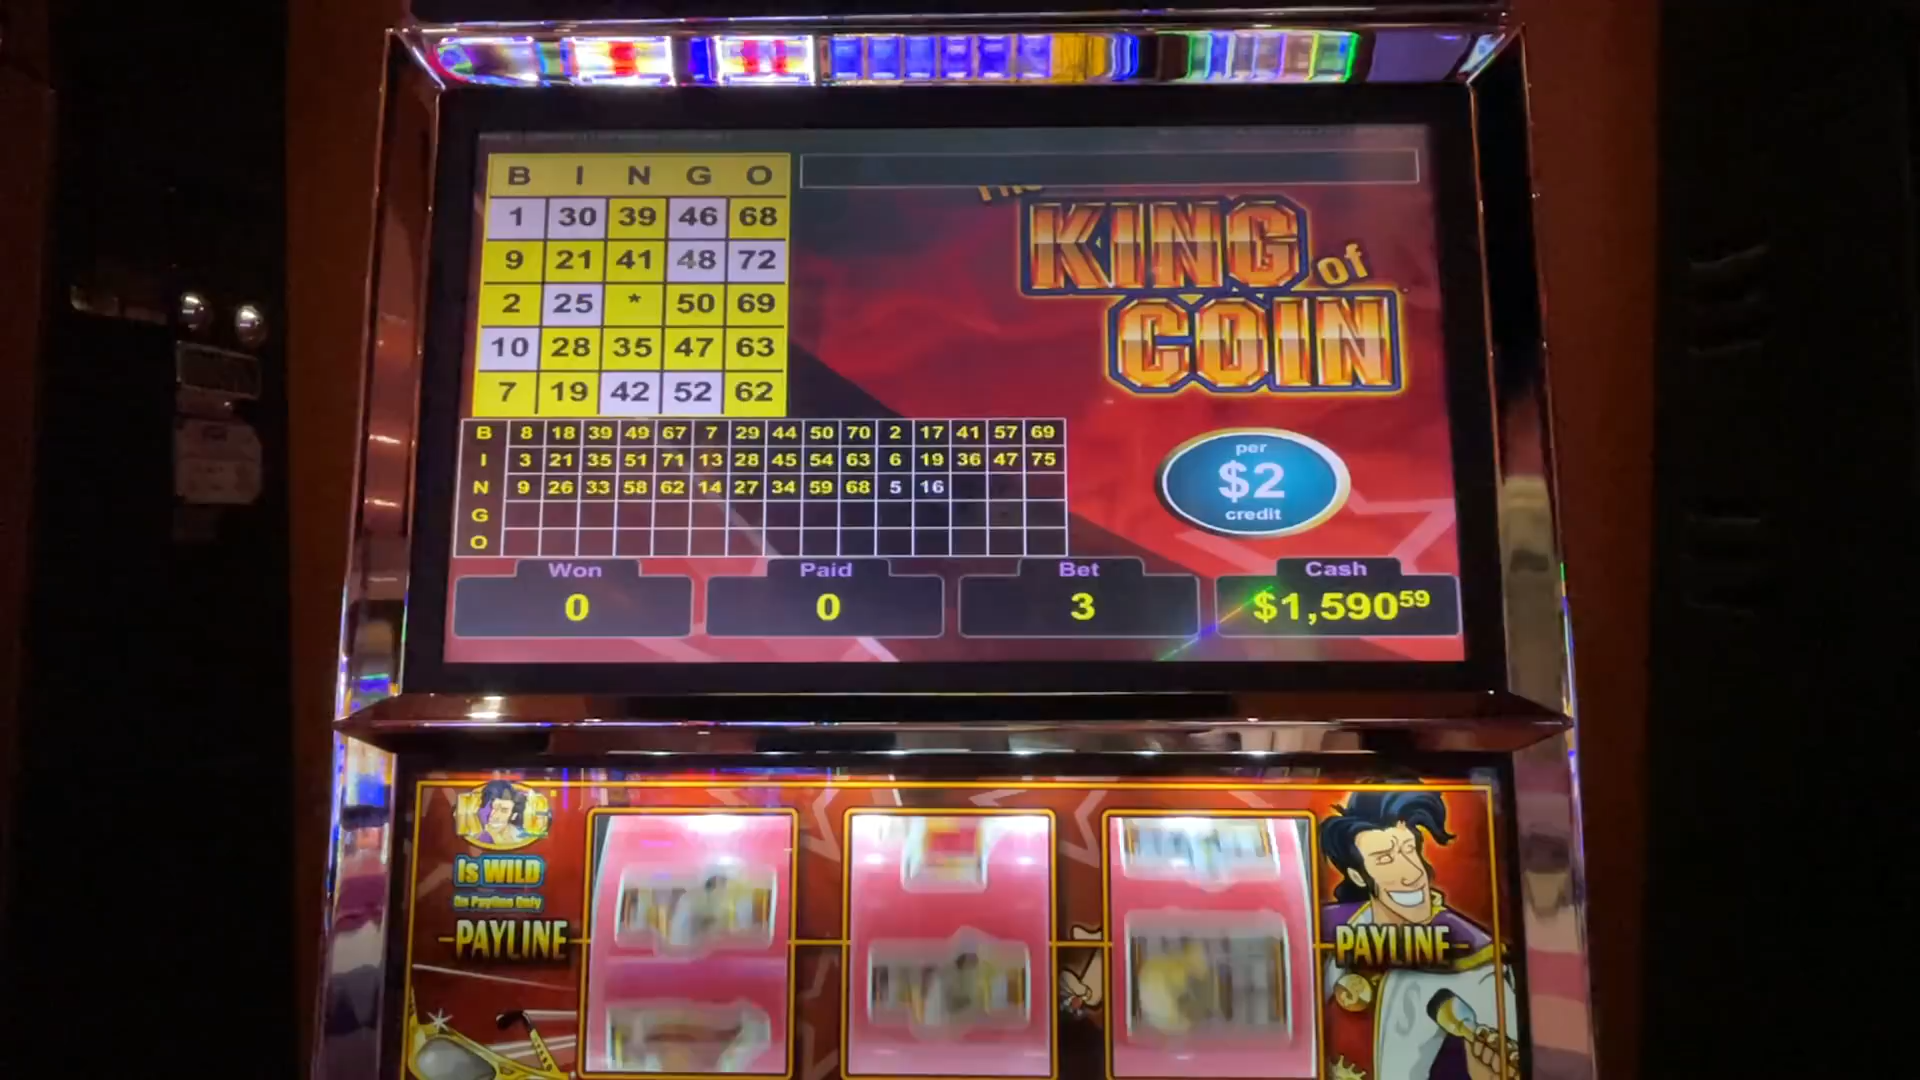 B I N G O
1 30 39 46 68
9 21 41 48 72
2 25 * 50 69
10 28 35 47 63
7 19 42 52 62
KING
of
COIN
B 8 18 39 49 67 7 29 44 50 70 2 17 41 57 69
I 3 21 35 51 71 13 28 45 54 63 6 19 36 47 75
N 9 26 33 58 62 14 27 34 59 68 5 16
G
O
per
$2
credit
Won Paid Bet Cash
0 0 3 $1,590⁵⁹
Is WILD
On Payline Only
PAYLINE PAYLINE